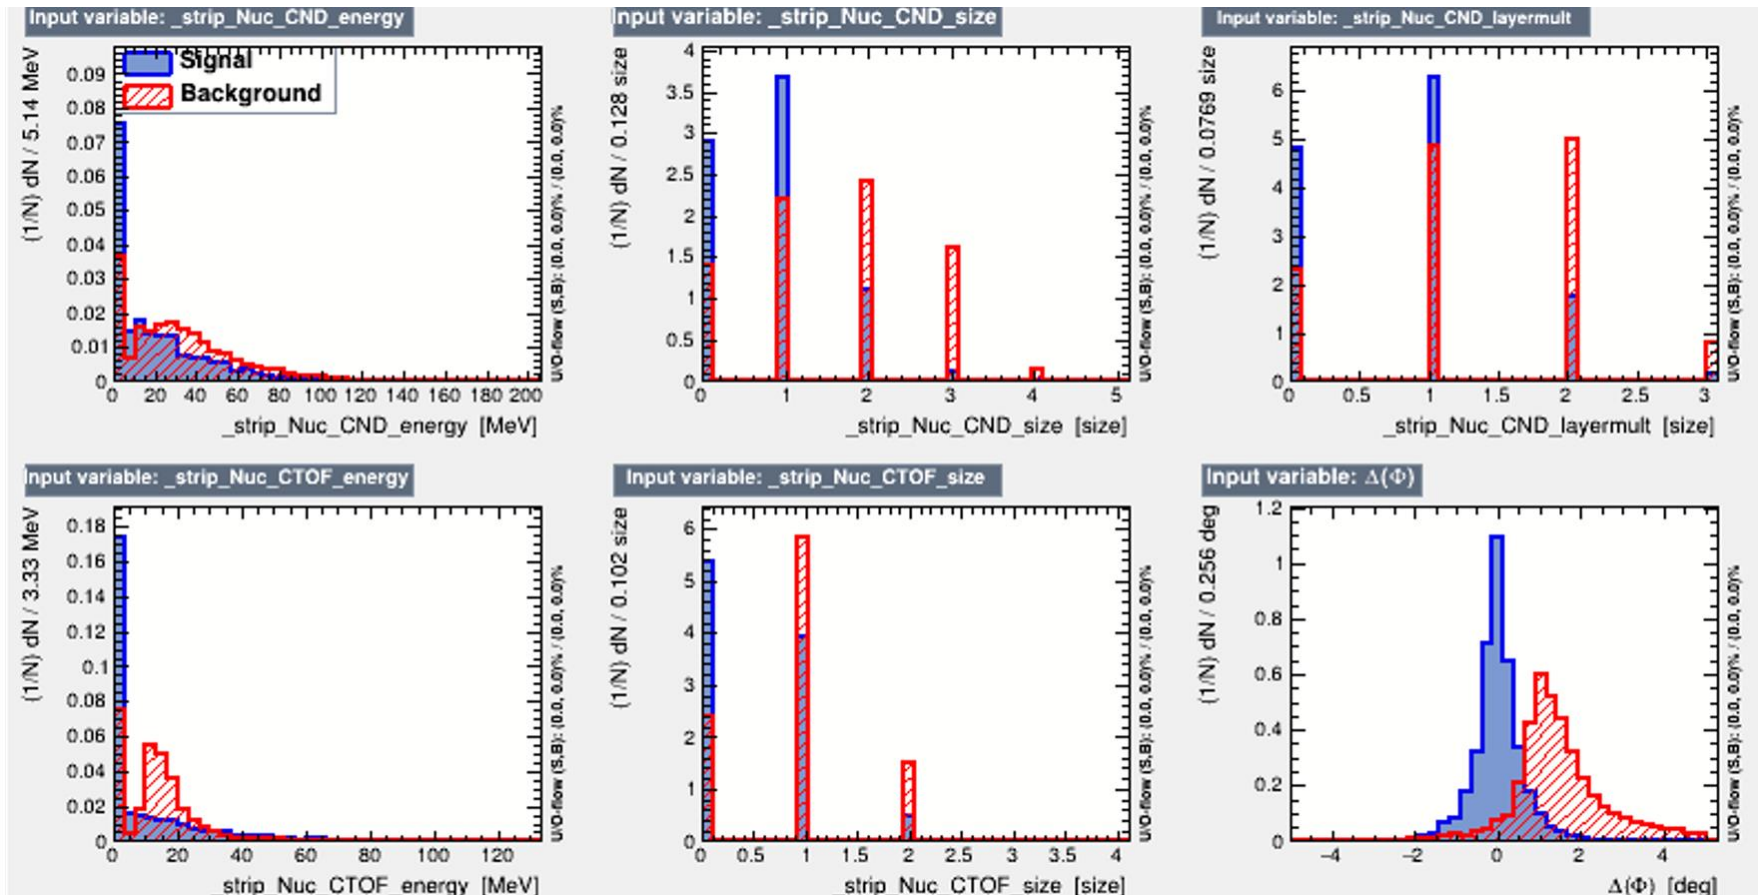 Input variable: _strip_Nuc_CND_energy
(1/N) dN / 5.14 MeV
Signal
Background
0.09
0.08
0.07
0.06
0.05
0.04
0.03
0.02
0.01
0
0 20 40 60 80 100 120 140 160 180 200
_strip_Nuc_CND_energy [MeV]
U/O-flow (S,B): (0.0, 0.0)% / (0.0, 0.0)%
Input variable: _strip_Nuc_CND_size
(1/N) dN / 0.128 size
4
3.5
3
2.5
2
1.5
1
0.5
0
0 1 2 3 4 5
_strip_Nuc_CND_size [size]
U/O-flow (S,B): (0.0, 0.0)% / (0.0, 0.0)%
Input variable: _strip_Nuc_CND_layermult
(1/N) dN / 0.0769 size
6
5
4
3
2
1
0
0 0.5 1 1.5 2 2.5 3
_strip_Nuc_CND_layermult [size]
U/O-flow (S,B): (0.0, 0.0)% / (0.0, 0.0)%
Input variable: _strip_Nuc_CTOF_energy
(1/N) dN / 3.33 MeV
0.18
0.16
0.14
0.12
0.1
0.08
0.06
0.04
0.02
0
0 20 40 60 80 100 120
_strip_Nuc_CTOF_energy [MeV]
U/O-flow (S,B): (0.0, 0.0)% / (0.0, 0.0)%
Input variable: _strip_Nuc_CTOF_size
(1/N) dN / 0.102 size
6
5
4
3
2
1
0
0 0.5 1 1.5 2 2.5 3 3.5 4
_strip_Nuc_CTOF_size [size]
U/O-flow (S,B): (0.0, 0.0)% / (0.0, 0.0)%
Input variable: Δ(Φ)
(1/N) dN / 0.256 deg
1.2
1
0.8
0.6
0.4
0.2
0
−4 −2 0 2 4
Δ(Φ) [deg]
U/O-flow (S,B): (0.0, 0.0)% / (0.0, 0.0)%